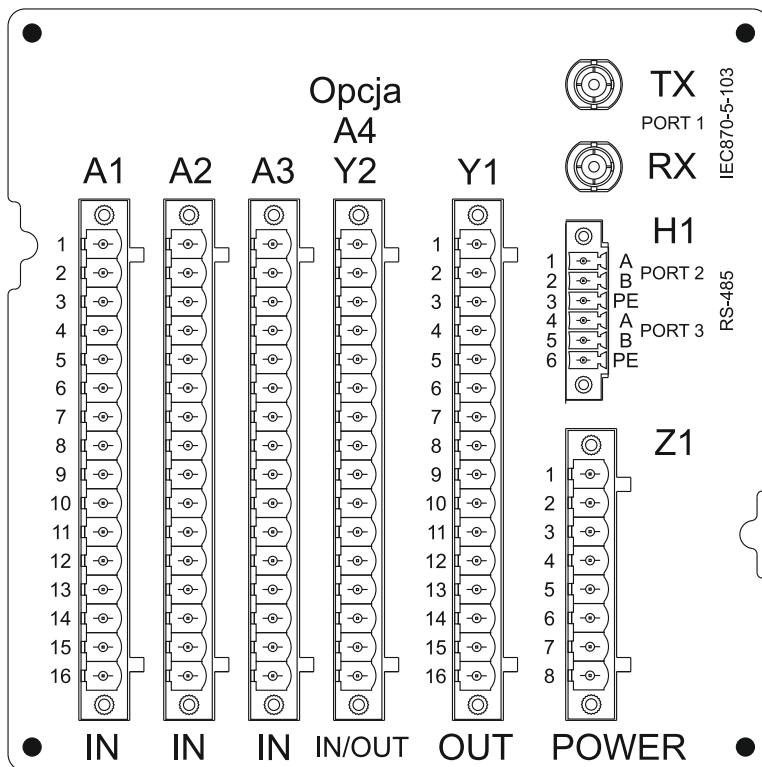 Opcja
A4
A1 A2 A3 Y2 Y1
1
2
3
4
5
6
7
8
9
10
11
12
13
14
15
16
IN IN IN IN/OUT OUT
1
2
3
4
5
6
7
8
9
10
11
12
13
14
15
16
TX
PORT 1
RX
IEC870-5-103
H1
1 A
2 B
3 PE
4 A
5 B
6 PE
PORT 2
PORT 3
RS-485
Z1
1
2
3
4
5
6
7
8
POWER